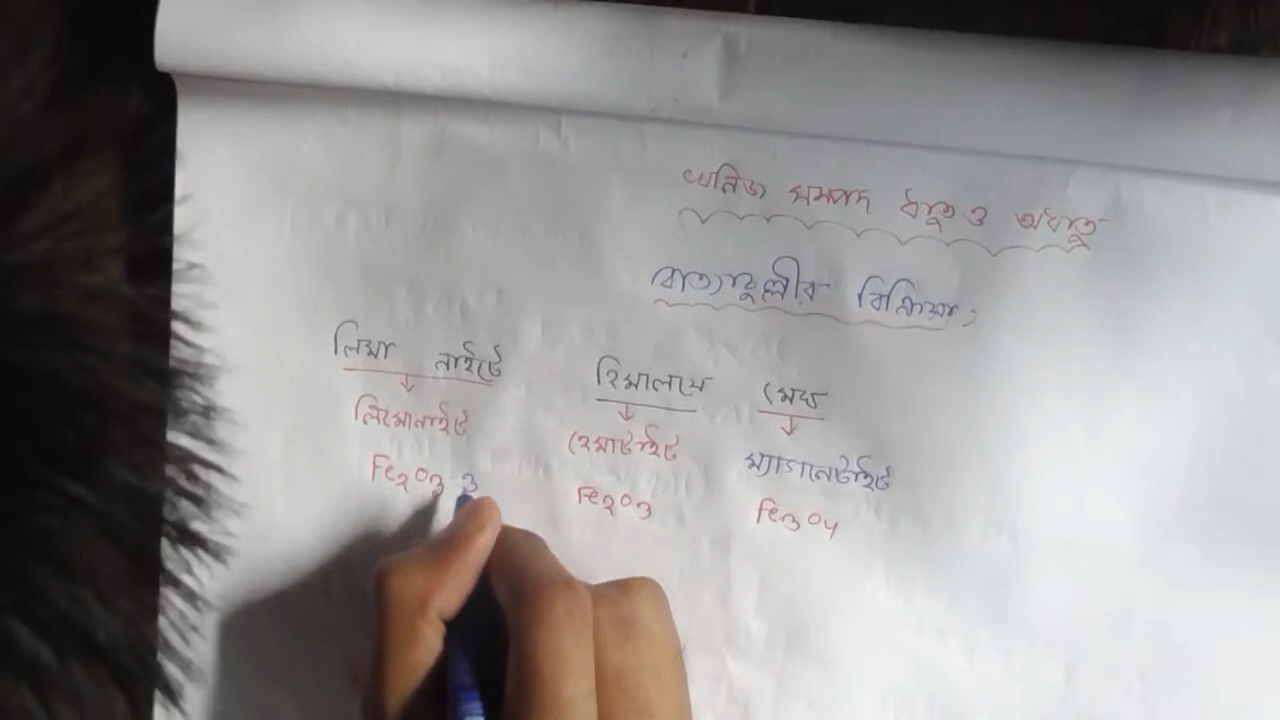 খনিজ সম্পদ ধাতু ও অধাতু
বাত্যাচুল্লীর বিক্রিয়া:
লিমা নাইটে হিমালয়ে মেঘ
লিমোনাইট হেমাটাইট ম্যাগনেটাইট
Fe₂O₃ 3 Fe₂O₃ Fe₃O₄